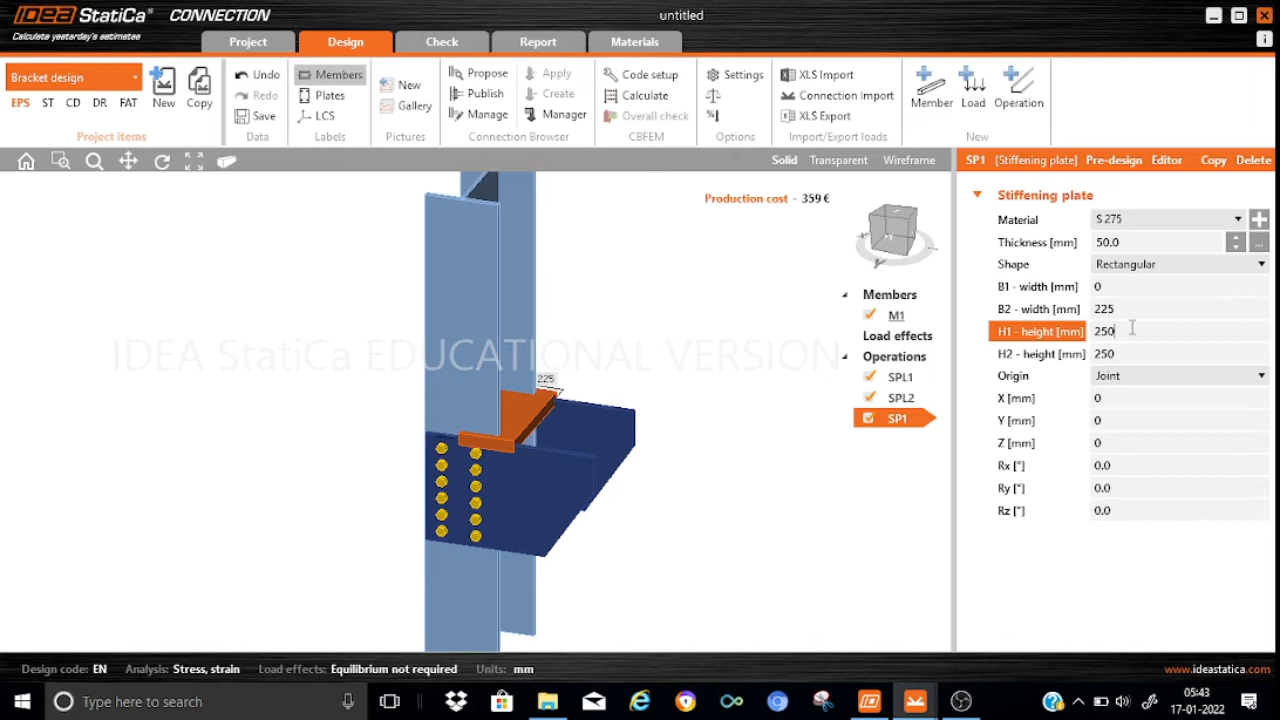 IDEA StatiCa® CONNECTION
Calculate yesterday's estimates
untitled
Project Design Check Report Materials
Bracket design
EPS ST CD DR FAT
New Copy
Project items
Undo
Redo
Save
Data
Members
Plates
LCS
Labels
New
Gallery
Pictures
Propose
Publish
Manage
Apply
Create
Manager
Connection Browser
Code setup
Calculate
Overall check
CBFEM
Settings
Options
XLS Import
Connection Import
XLS Export
Import/Export loads
Member Load Operation
New
Solid Transparent Wireframe
Production cost - 359 €
Members
M1
Load effects
Operations
SPL1
SPL2
SP1
225
IDEA StatiCa EDUCATIONAL VERSION
SP1 [Stiffening plate] Pre-design Editor Copy Delete
Stiffening plate
Material S 275
Thickness [mm] 50.0
Shape Rectangular
B1 - width [mm] 0
B2 - width [mm] 225
H1 - height [mm] 250
H2 - height [mm] 250
Origin Joint
X [mm] 0
Y [mm] 0
Z [mm] 0
Rx [°] 0.0
Ry [°] 0.0
Rz [°] 0.0
Design code: EN Analysis: Stress, strain Load effects: Equilibrium not required Units: mm
www.ideastatica.com
Type here to search
05:43
17-01-2022